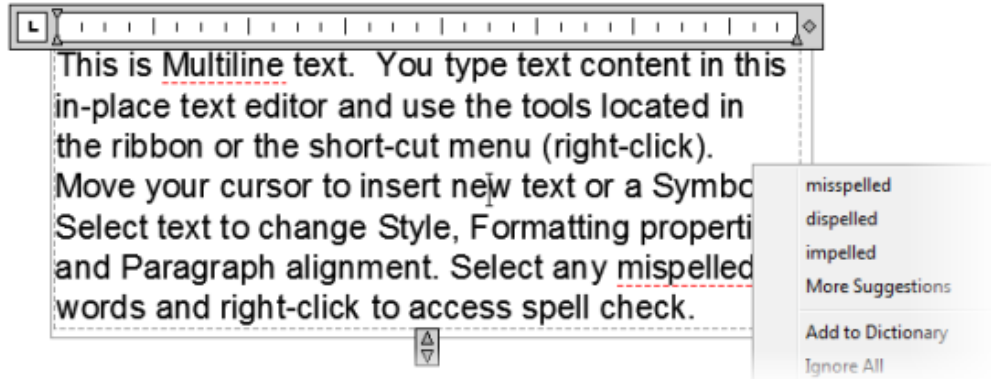 L
This is Multiline text.  You type text content in this
in-place text editor and use the tools located in
the ribbon or the short-cut menu (right-click).
Move your cursor to insert new text or a Symbo
Select text to change Style, Formatting properti
and Paragraph alignment. Select any mispelled
words and right-click to access spell check.
misspelled
dispelled
impelled
More Suggestions
Add to Dictionary
Ignore All